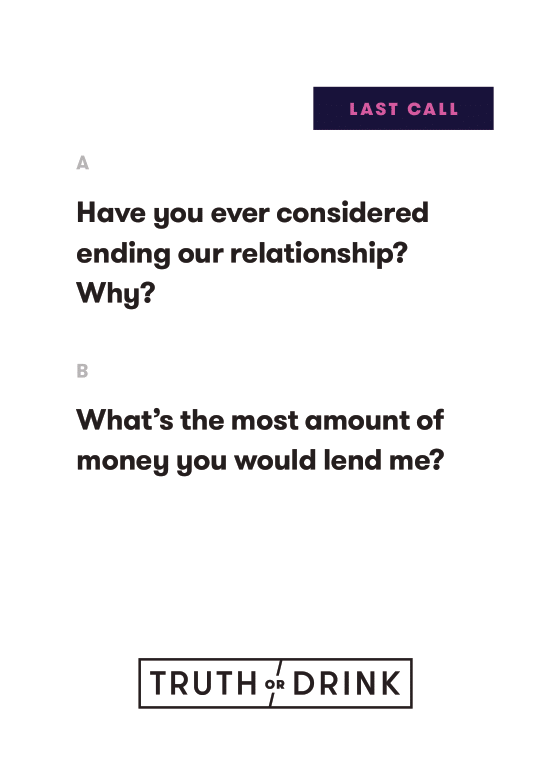 LAST CALL
A
Have you ever considered
ending our relationship?
Why?
B
What’s the most amount of
money you would lend me?
TRUTH OR DRINK